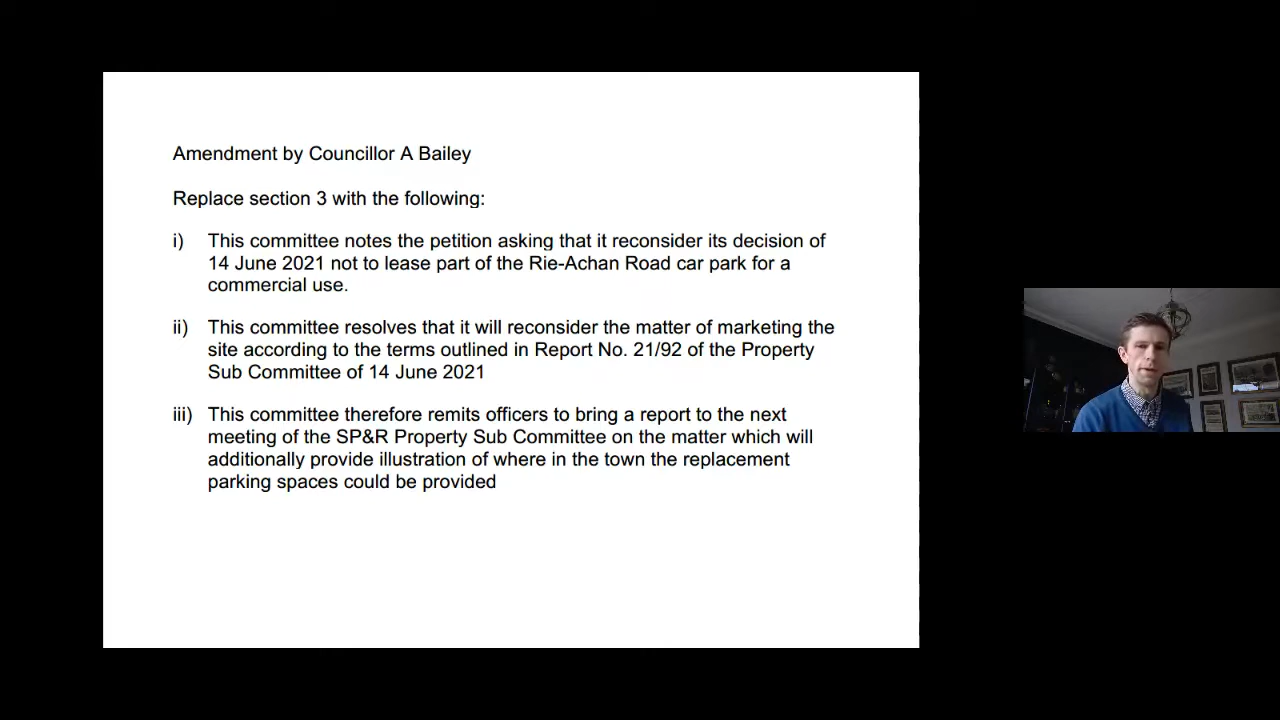 Amendment by Councillor A Bailey
Replace section 3 with the following:
i) This committee notes the petition asking that it reconsider its decision of
14 June 2021 not to lease part of the Rie-Achan Road car park for a
commercial use.
ii) This committee resolves that it will reconsider the matter of marketing the
site according to the terms outlined in Report No. 21/92 of the Property
Sub Committee of 14 June 2021
iii) This committee therefore remits officers to bring a report to the next
meeting of the SP&R Property Sub Committee on the matter which will
additionally provide illustration of where in the town the replacement
parking spaces could be provided